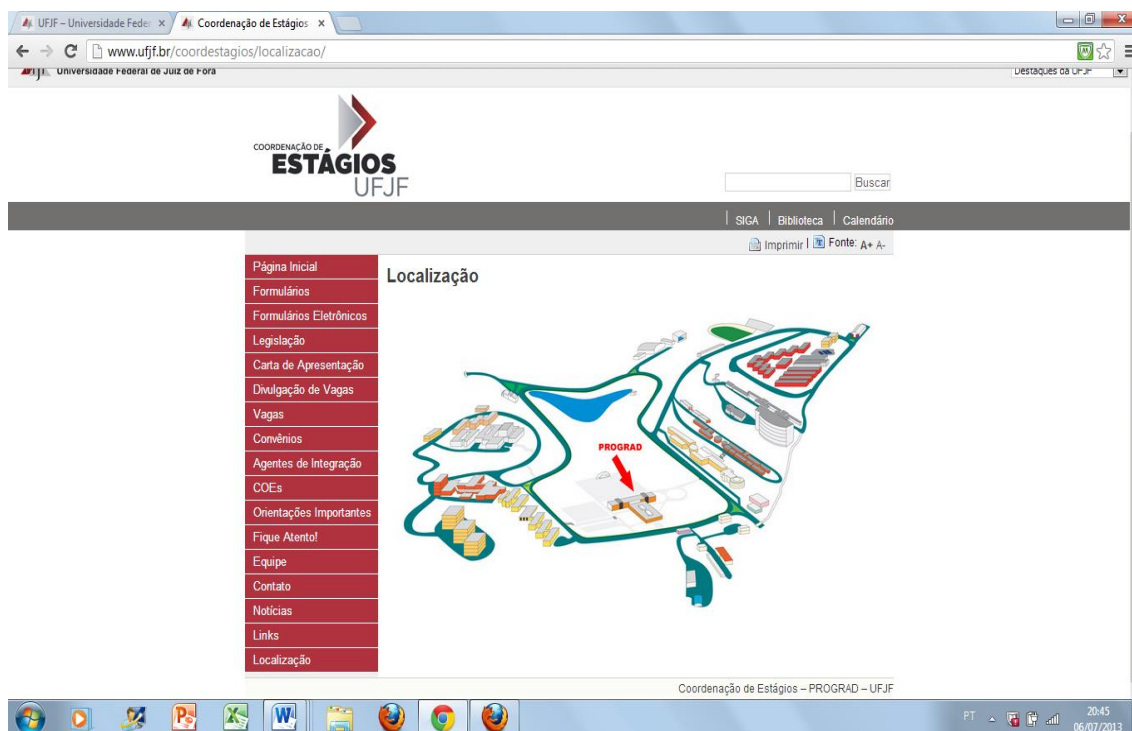 UFJF – Universidade Feder
Coordenação de Estágios
www.ufjf.br/coordestagios/localizacao/
Universidade Federal de Juiz de Fora
Destaques da UFJF
COORDENAÇÃO DE
ESTÁGIOS
UFJF
Buscar
SIGA | Biblioteca | Calendário
Imprimir | Fonte: A+ A-
Página Inicial
Formulários
Formulários Eletrônicos
Legislação
Carta de Apresentação
Divulgação de Vagas
Vagas
Convênios
Agentes de Integração
COEs
Orientações Importantes
Fique Atento!
Equipe
Contato
Notícias
Links
Localização
Localização
PROGRAD
Coordenação de Estágios – PROGRAD – UFJF
PT
20:45
06/07/2013